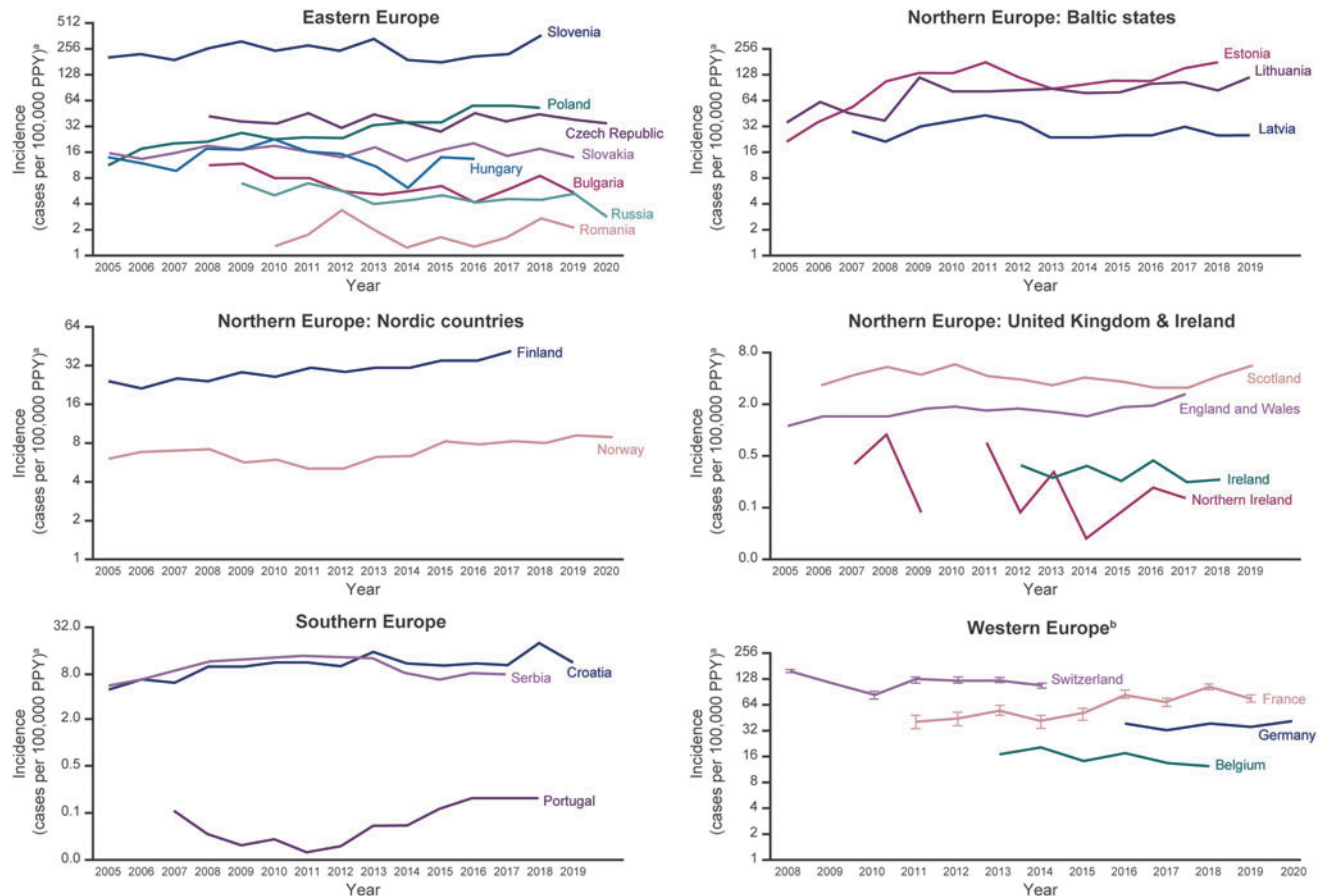 Eastern Europe
Incidence
(cases per 100,000 PPY)ª
512
256
128
64
32
16
8
4
2
1
Slovenia
Poland
Czech Republic
Slovakia
Hungary
Bulgaria
Russia
Romania
2005 2006 2007 2008 2009 2010 2011 2012 2013 2014 2015 2016 2017 2018 2019 2020
Year
Northern Europe: Baltic states
Incidence
(cases per 100,000 PPY)ª
256
128
64
32
16
8
4
2
1
Estonia
Lithuania
Latvia
2005 2006 2007 2008 2009 2010 2011 2012 2013 2014 2015 2016 2017 2018 2019
Year
Northern Europe: Nordic countries
Incidence
(cases per 100,000 PPY)ª
64
32
16
8
4
2
1
Finland
Norway
2005 2006 2007 2008 2009 2010 2011 2012 2013 2014 2015 2016 2017 2018 2019 2020
Year
Northern Europe: United Kingdom & Ireland
Incidence
(cases per 100,000 PPY)ª
8.0
2.0
0.5
0.1
0.0
Scotland
England and Wales
Ireland
Northern Ireland
2005 2006 2007 2008 2009 2010 2011 2012 2013 2014 2015 2016 2017 2018 2019
Year
Southern Europe
Incidence
(cases per 100,000 PPY)ª
32.0
8.0
2.0
0.5
0.1
0.0
Croatia
Serbia
Portugal
2005 2006 2007 2008 2009 2010 2011 2012 2013 2014 2015 2016 2017 2018 2019
Year
Western Europeᵇ
Incidence
(cases per 100,000 PPY)ª
256
128
64
32
16
8
4
2
1
Switzerland
France
Germany
Belgium
2008 2009 2010 2011 2012 2013 2014 2015 2016 2017 2018 2019 2020
Year